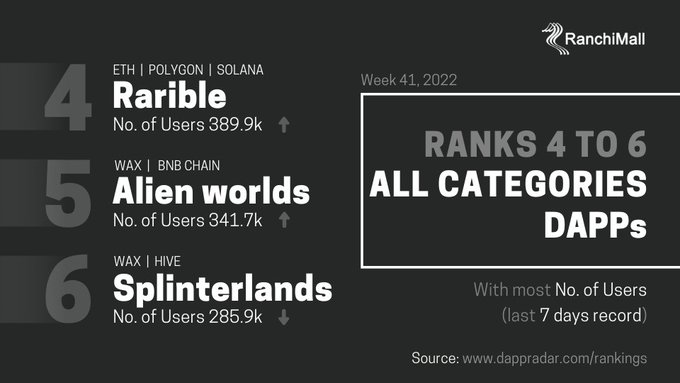 RanchiMall
4
ETH | POLYGON | SOLANA
Rarible
No. of Users 389.9k
5
WAX | BNB CHAIN
Alien worlds
No. of Users 341.7k
6
WAX | HIVE
Splinterlands
No. of Users 285.9k
Week 41, 2022
RANKS 4 TO 6
ALL CATEGORIES
DAPPs
With most No. of Users
(last 7 days record)
Source: www.dappradar.com/rankings